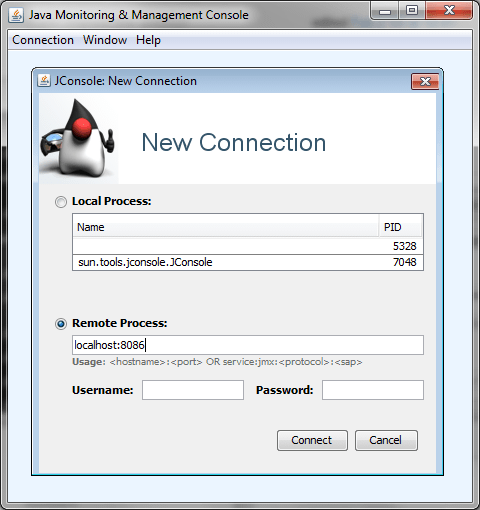 Java Monitoring & Management Console
Connection Window Help
JConsole: New Connection
New Connection
Local Process:
Name PID
5328
sun.tools.jconsole.JConsole 7048
Remote Process:
localhost:8086
Usage: <hostname>:<port> OR service:jmx:<protocol>:<sap>
Username: Password:
Connect Cancel